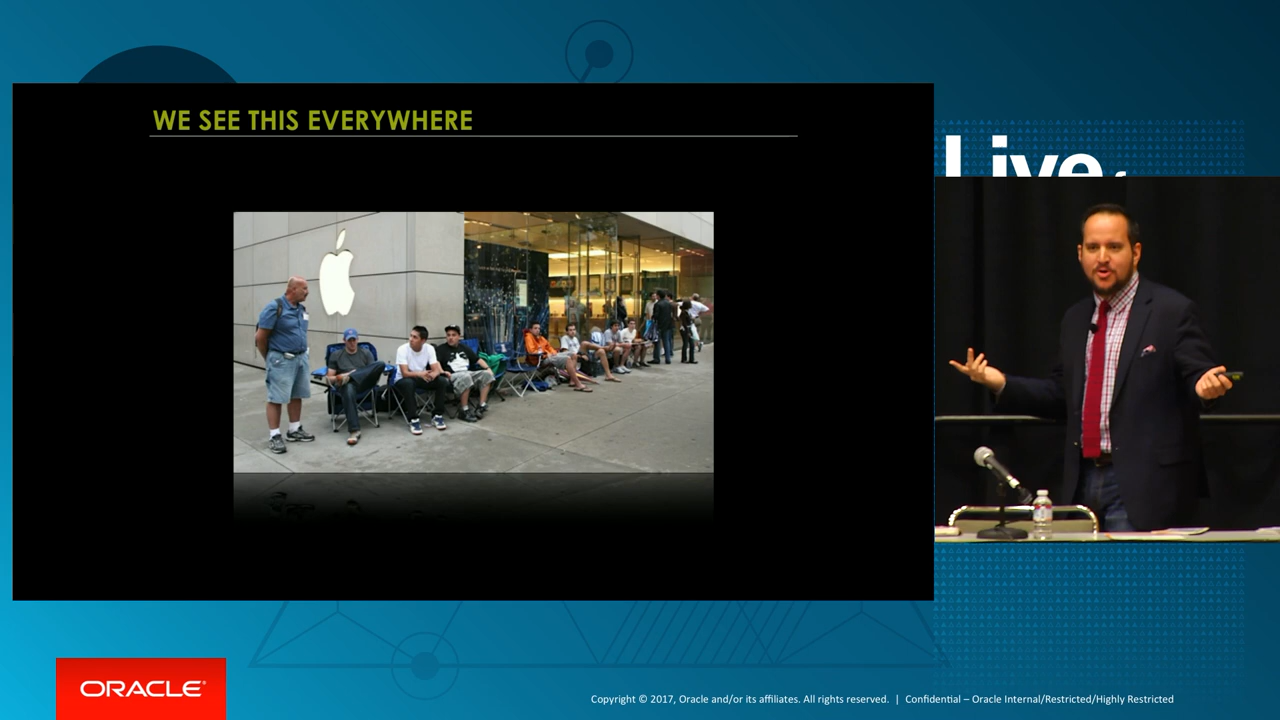 WE SEE THIS EVERYWHERE
Live
ORACLE®
Copyright © 2017, Oracle and/or its affiliates. All rights reserved. | Confidential – Oracle Internal/Restricted/Highly Restricted